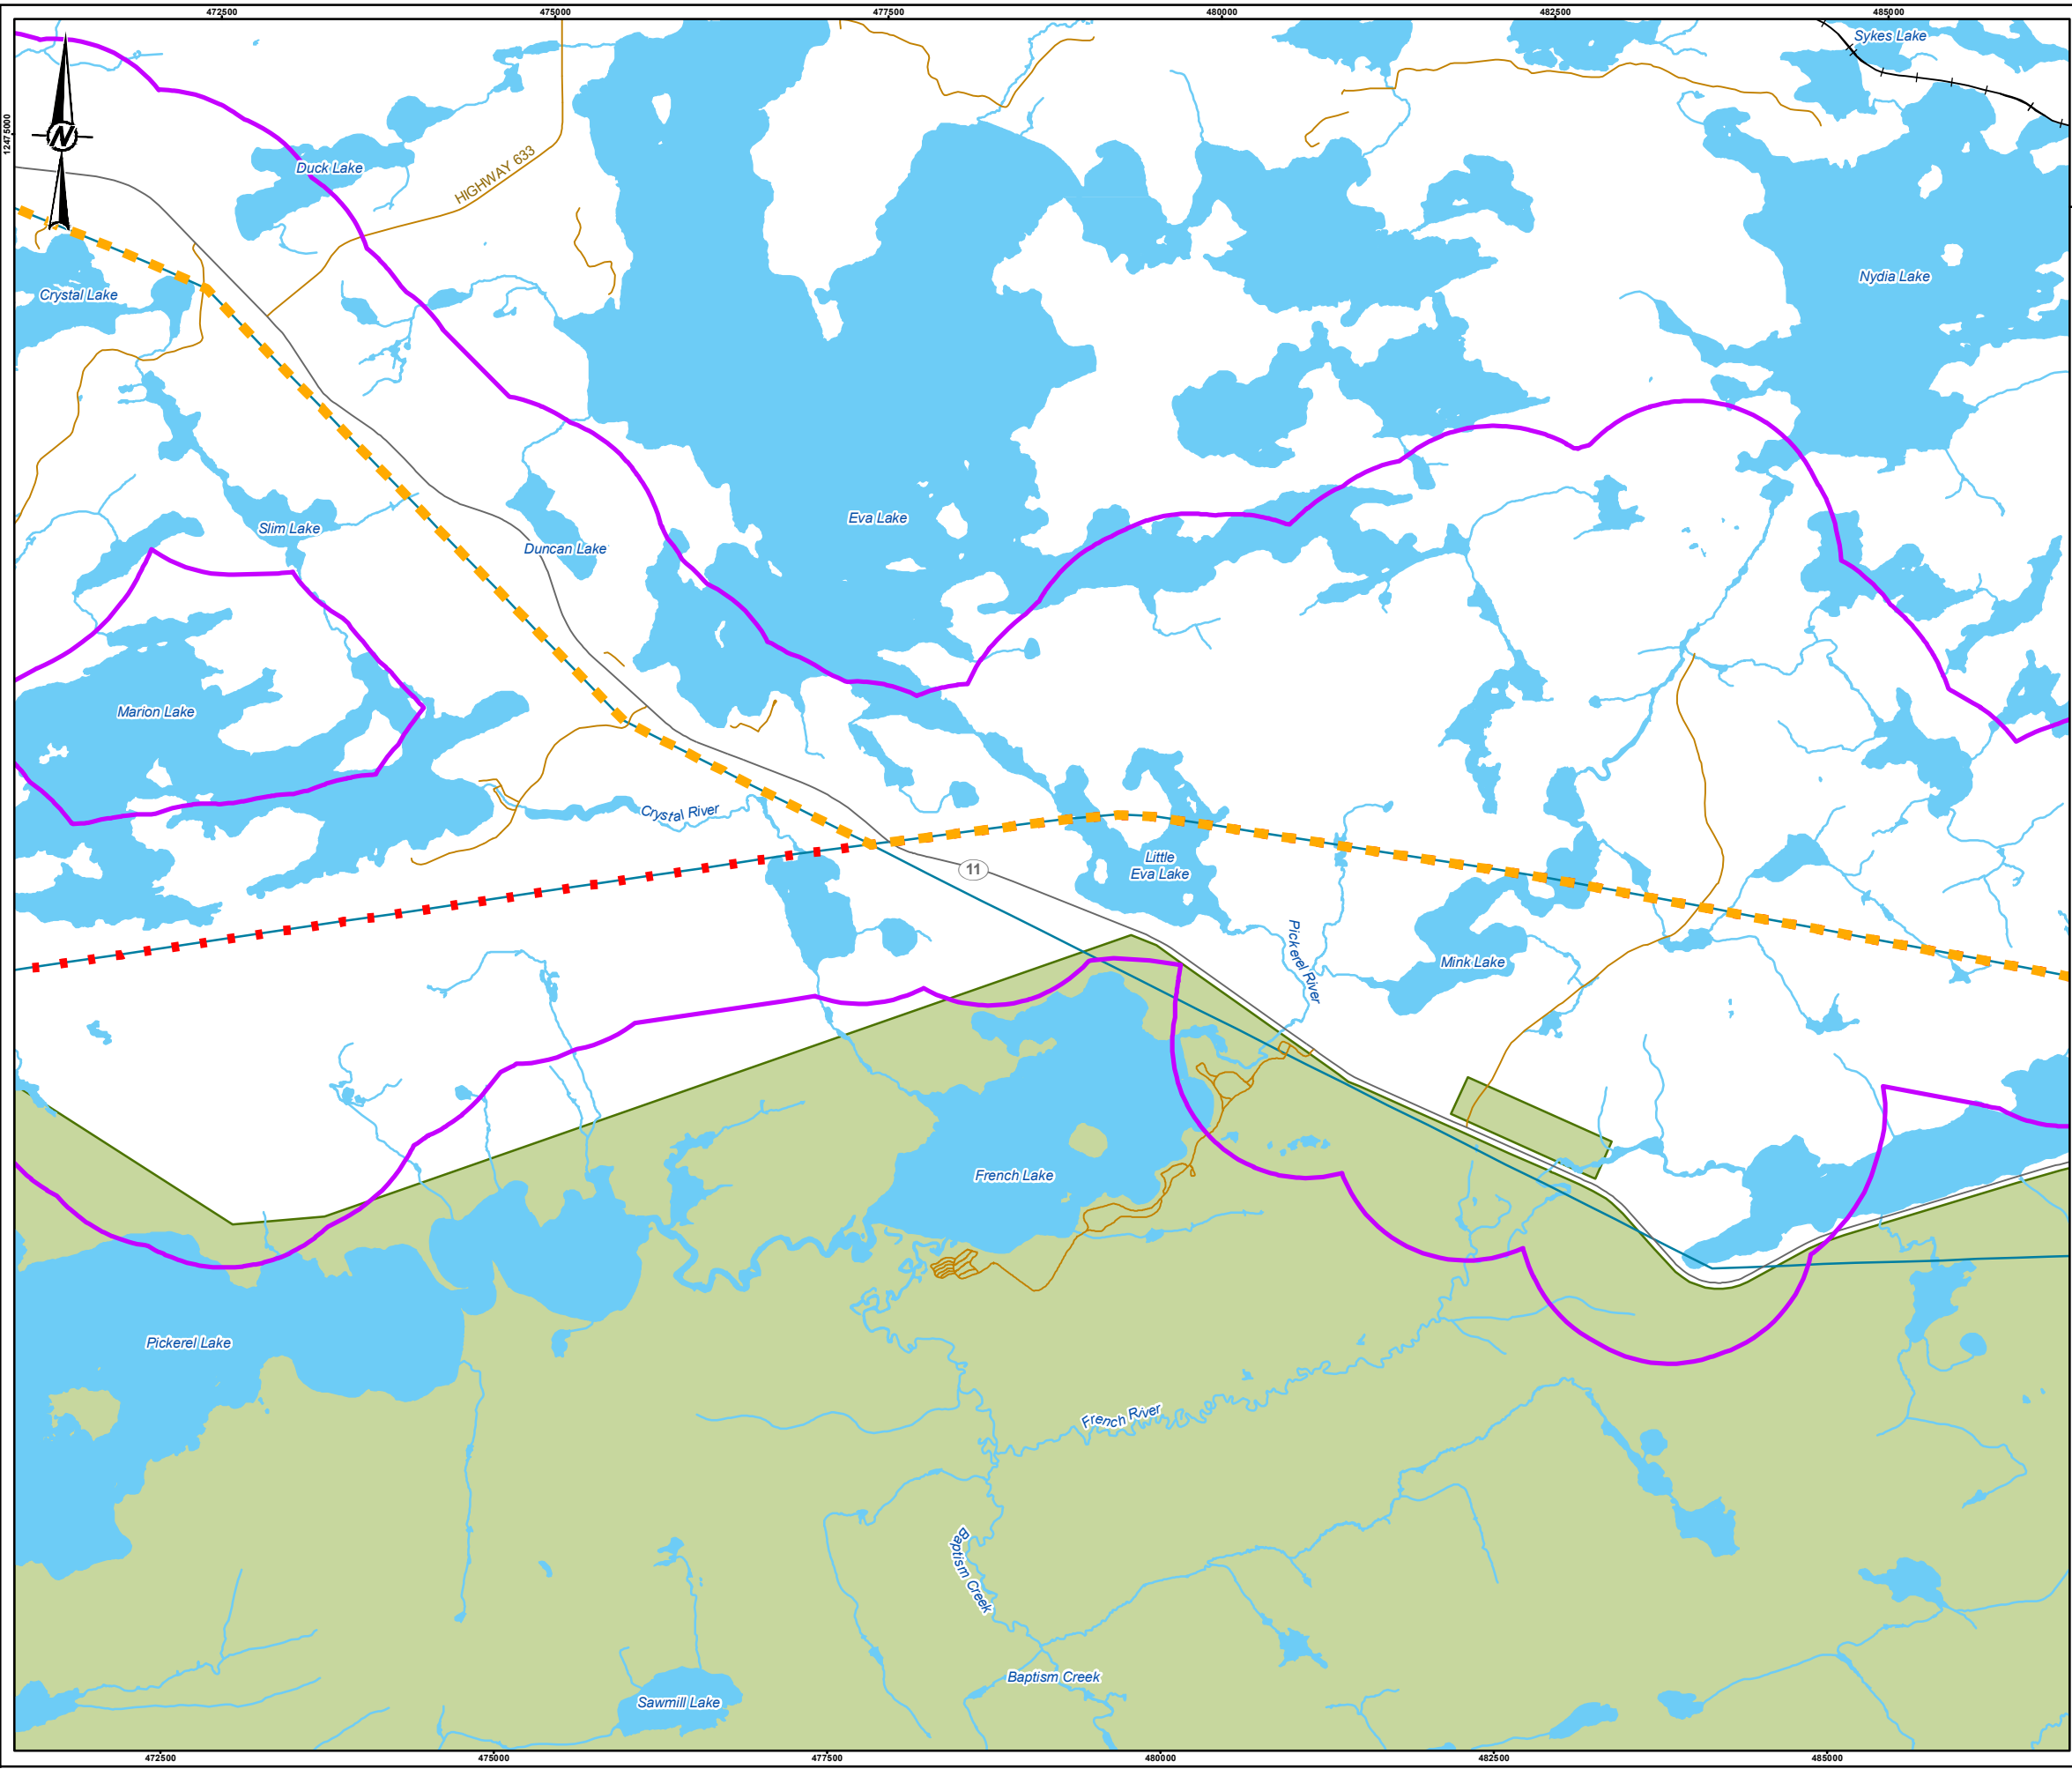 472500
475000
477500
480000
482500
485000
Sykes Lake
12475000
N
Duck Lake
HIGHWAY 633
Crystal Lake
Nydia Lake
Slim Lake
Eva Lake
Duncan Lake
Marion Lake
Crystal River
Little
Eva Lake
11
Pickerel River
Mink Lake
French Lake
Pickerel Lake
French River
Baptism Creek
Baptism Creek
Sawmill Lake
472500
475000
477500
480000
482500
485000